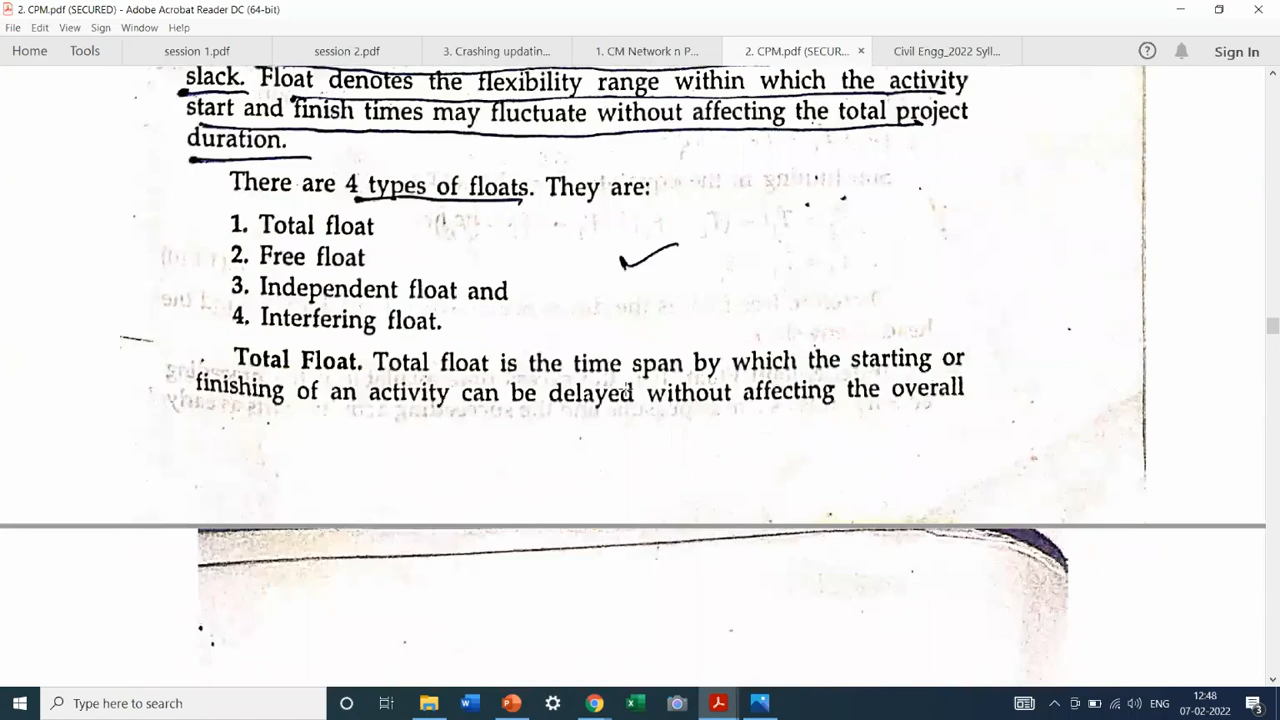 2. CPM.pdf (SECURED) - Adobe Acrobat Reader DC (64-bit)
File Edit View Sign Window Help
Home Tools session 1.pdf session 2.pdf 3. Crashing updatin... 1. CM Network n P... 2. CPM.pdf (SECUR... × Civil Engg_2022 Syll... Sign In
slack. Float denotes the flexibility range within which the activity
start and finish times may fluctuate without affecting the total project
duration.
There are 4 types of floats. They are:
1. Total float
2. Free float
3. Independent float and
4. Interfering float.
Total Float. Total float is the time span by which the starting or
finishing of an activity can be delayed without affecting the overall
Type here to search
ENG
12:48
07-02-2022
3